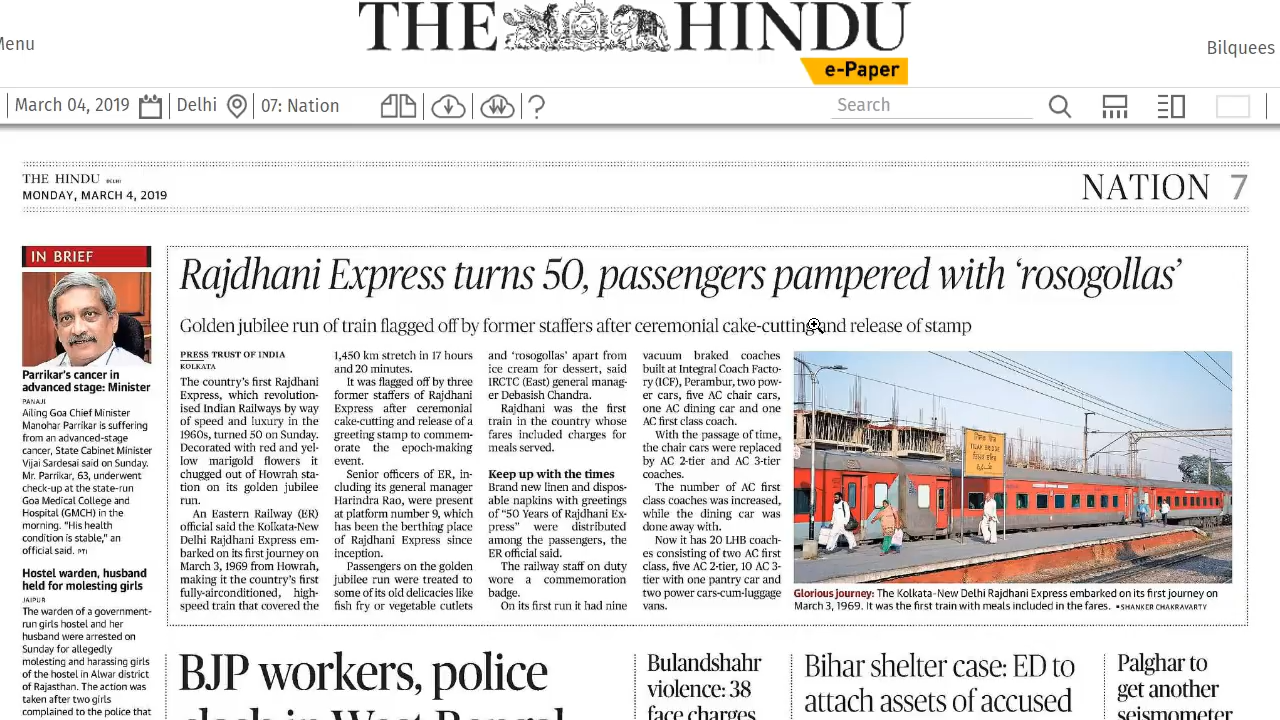 THE HINDU
e-Paper
Menu
Bilquees
March 04, 2019
Delhi
07: Nation
?
Search
THE HINDU DELHI
MONDAY, MARCH 4, 2019
NATION 7
IN BRIEF
Parrikar's cancer in
advanced stage: Minister
PANAJI
Ailing Goa Chief Minister
Manohar Parrikar is suffering
from an advanced-stage
cancer, State Cabinet Minister
Vijai Sardesai said on Sunday.
Mr. Parrikar, 63, underwent
check-up at the state-run
Goa Medical College and
Hospital (GMCH) in the
morning. "His health
condition is stable," an
official said. PTI
Hostel warden, husband
held for molesting girls
JAIPUR
The warden of a government-
run girls hostel and her
husband were arrested on
Sunday for allegedly
molesting and harassing girls
of the hostel in Alwar district
of Rajasthan. The action was
taken after two girls
complained to the police that
Rajdhani Express turns 50, passengers pampered with ‘rosogollas’
Golden jubilee run of train flagged off by former staffers after ceremonial cake-cutting and release of stamp
PRESS TRUST OF INDIA
KOLKATA
The country's first Rajdhani
Express, which revolution-
ised Indian Railways by way
of speed and luxury in the
1960s, turned 50 on Sunday.
Decorated with red and yel-
low marigold flowers it
chugged out of Howrah sta-
tion on its golden jubilee
run.
An Eastern Railway (ER)
official said the Kolkata-New
Delhi Rajdhani Express em-
barked on its first journey on
March 3, 1969 from Howrah,
making it the country's first
fully-airconditioned, high-
speed train that covered the
1,450 km stretch in 17 hours
and 20 minutes.
It was flagged off by three
former staffers of Rajdhani
Express after ceremonial
cake-cutting and release of a
greeting stamp to commem-
orate the epoch-making
event.
Senior officers of ER, in-
cluding its general manager
Harindra Rao, were present
at platform number 9, which
has been the berthing place
of Rajdhani Express since
inception.
Passengers on the golden
jubilee run were treated to
some of its old delicacies like
fish fry or vegetable cutlets
and ‘rosogollas’ apart from
ice cream for dessert, said
IRCTC (East) general manag-
er Debasish Chandra.
Rajdhani was the first
train in the country whose
fares included charges for
meals served.
Keep up with the times
Brand new linen and dispos-
able napkins with greetings
of “50 Years of Rajdhani Ex-
press” were distributed
among the passengers, the
ER official said.
The railway staff on duty
wore a commemoration
badge.
On its first run it had nine
vacuum braked coaches
built at Integral Coach Facto-
ry (ICF), Perambur, two pow-
er cars, five AC chair cars,
one AC dining car and one
AC first class coach.
With the passage of time,
the chair cars were replaced
by AC 2-tier and AC 3-tier
coaches.
The number of AC first
class coaches was increased,
while the dining car was
done away with.
Now it has 20 LHB coach-
es consisting of two AC first
class, five AC 2-tier, 10 AC 3-
tier with one pantry car and
two power cars-cum-luggage
vans.
Glorious journey: The Kolkata-New Delhi Rajdhani Express embarked on its first journey on
March 3, 1969. It was the first train with meals included in the fares. ▪SHANKER CHAKRAVARTY
BJP workers, police
clash in West Bengal
Bulandshahr
violence: 38
face charges
Bihar shelter case: ED to
attach assets of accused
Palghar to
get another
seismometer